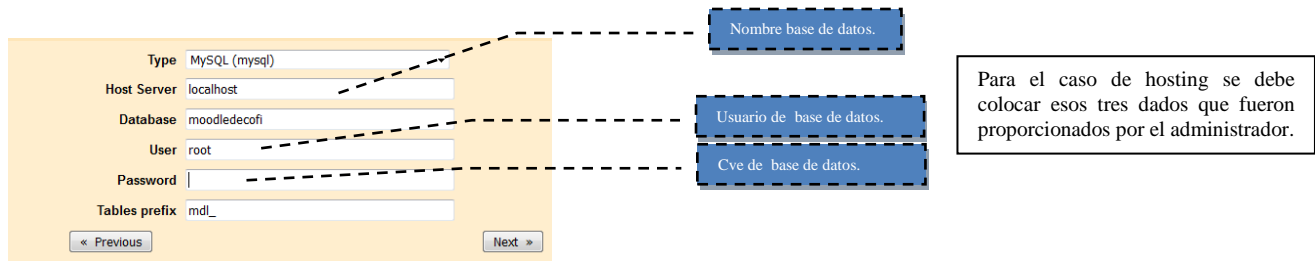 Type MySQL (mysql)
Host Server localhost
Database moodledecofi
User root
Password
Tables prefix mdl_
« Previous
Next »
Nombre base de datos.
Usuario de base de datos.
Cve de base de datos.
Para el caso de hosting se debe
colocar esos tres dados que fueron
proporcionados por el administrador.